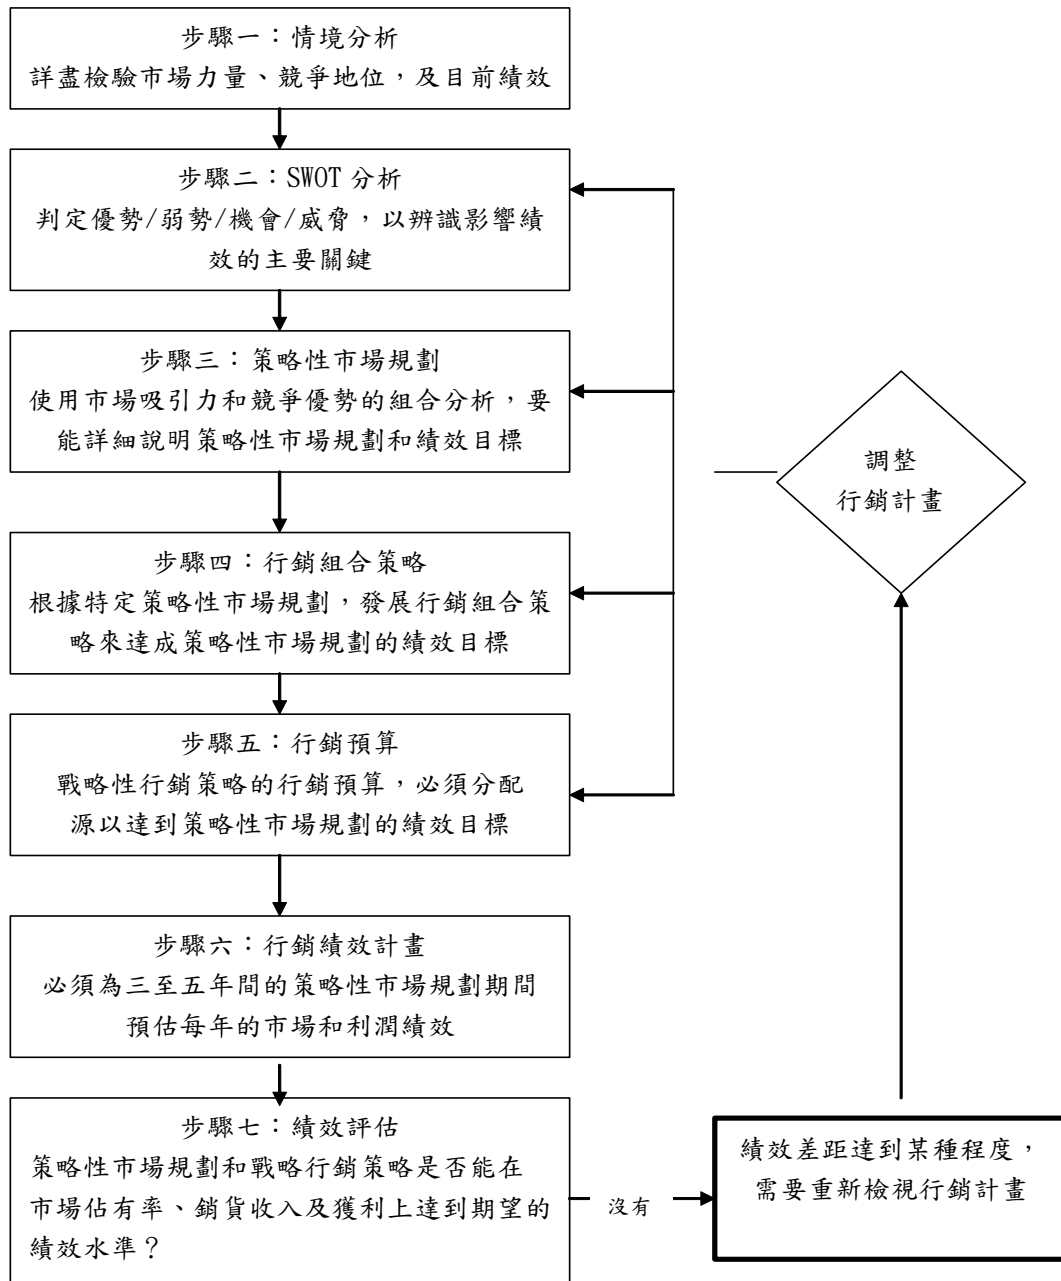 步驟一：情境分析
詳盡檢驗市場力量、競爭地位，及目前績效
步驟二：SWOT 分析
判定優勢/弱勢/機會/威脅，以辨識影響績
效的主要關鍵
步驟三：策略性市場規劃
使用市場吸引力和競爭優勢的組合分析，要
能詳細說明策略性市場規劃和績效目標
步驟四：行銷組合策略
根據特定策略性市場規劃，發展行銷組合策
略來達成策略性市場規劃的績效目標
步驟五：行銷預算
戰略性行銷策略的行銷預算，必須分配
源以達到策略性市場規劃的績效目標
步驟六：行銷績效計畫
必須為三至五年間的策略性市場規劃期間
預估每年的市場和利潤績效
步驟七：績效評估
策略性市場規劃和戰略行銷策略是否能在
市場佔有率、銷貨收入及獲利上達到期望的
績效水準？
沒有
績效差距達到某種程度，
需要重新檢視行銷計畫
調整
行銷計畫